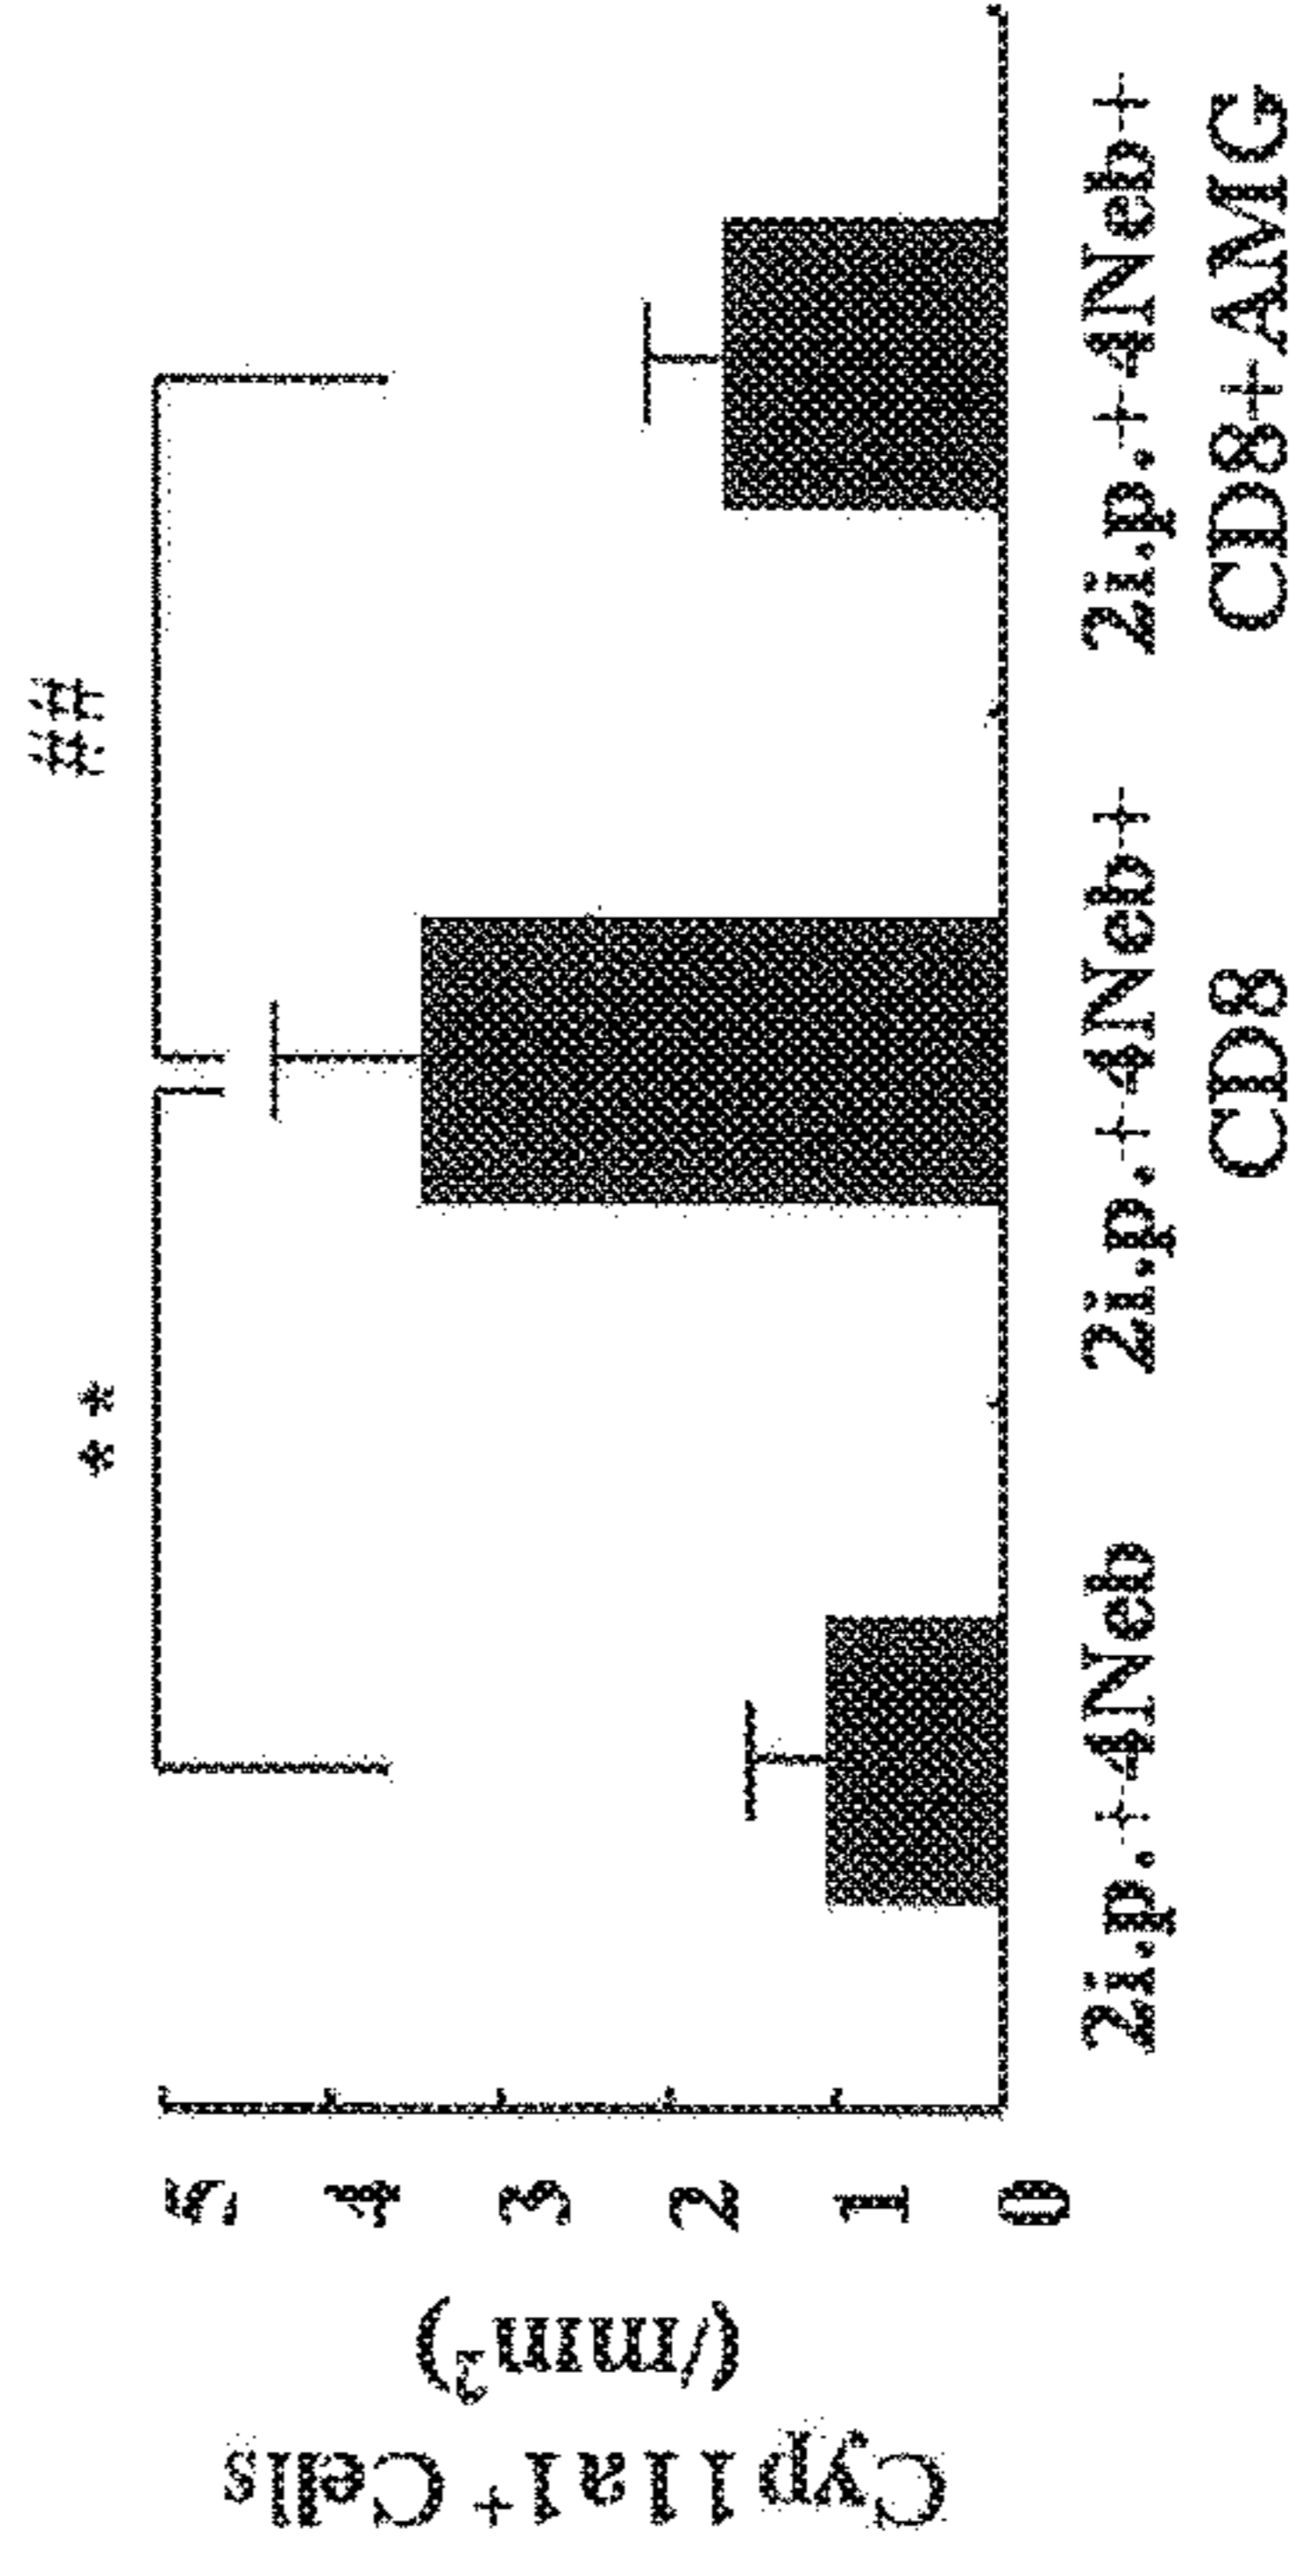 Cyp11a1⁺ Cells
(/mm²)
5
4
3
2
1
0
**
##
2i.p.+4Neb
2i.p.+4Neb+
CD8
2i.p.+4Neb+
CD8+AMG